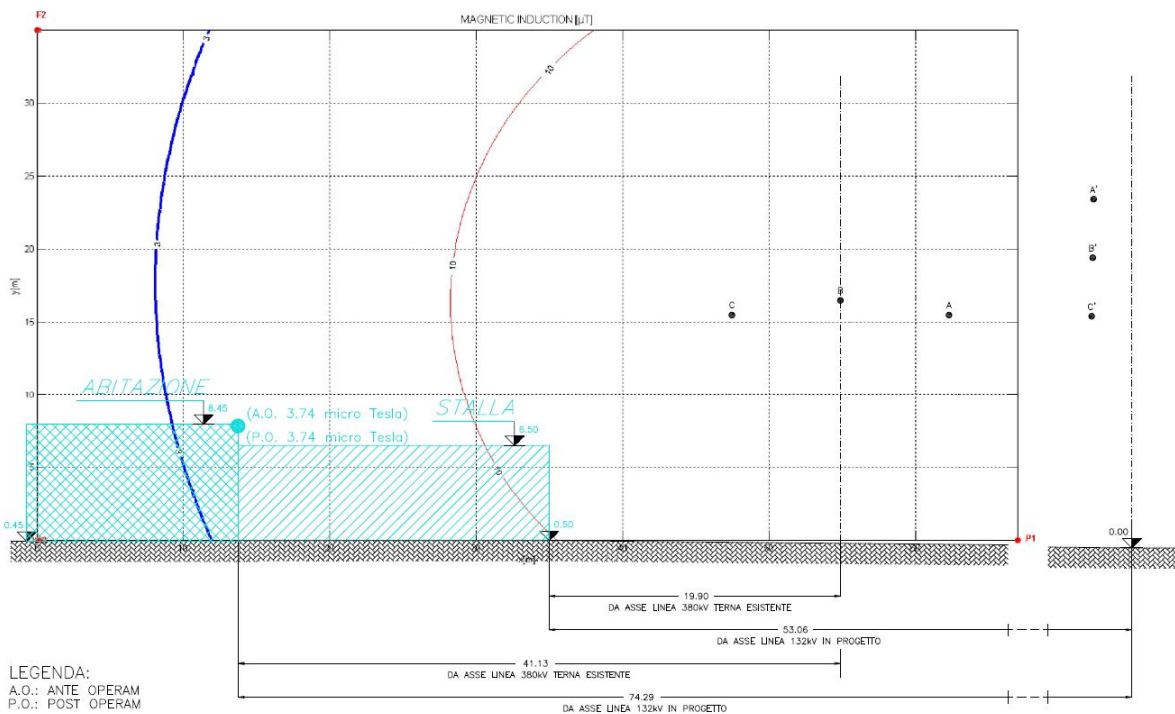 F2
MAGNETIC INDUCTION [µT]
3
10
10
30
25
A'
20
3
10
B'
y[m]
B
15
C
A
C'
10
ABITAZIONE
8.45
(A.O. 3.74 micro Tesla)
STALLA
6.50
(P.O. 3.74 micro Tesla)
10
0.45
0.50
0.00
P1
10
19.90
DA ASSE LINEA 380kV TERNA ESISTENTE
53.06
DA ASSE LINEA 132kV IN PROGETTO
41.13
DA ASSE LINEA 380kV TERNA ESISTENTE
74.29
DA ASSE LINEA 132kV IN PROGETTO
LEGENDA:
A.O.: ANTE OPERAM
P.O.: POST OPERAM